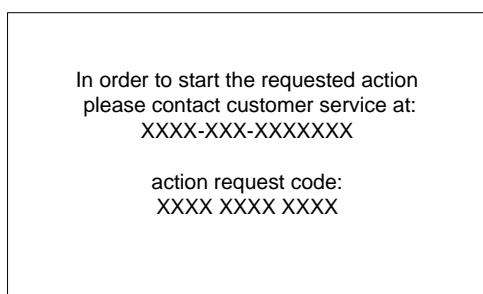 In order to start the requested action
please contact customer service at:
XXXX-XXX-XXXXXXX
action request code:
XXXX XXXX XXXX